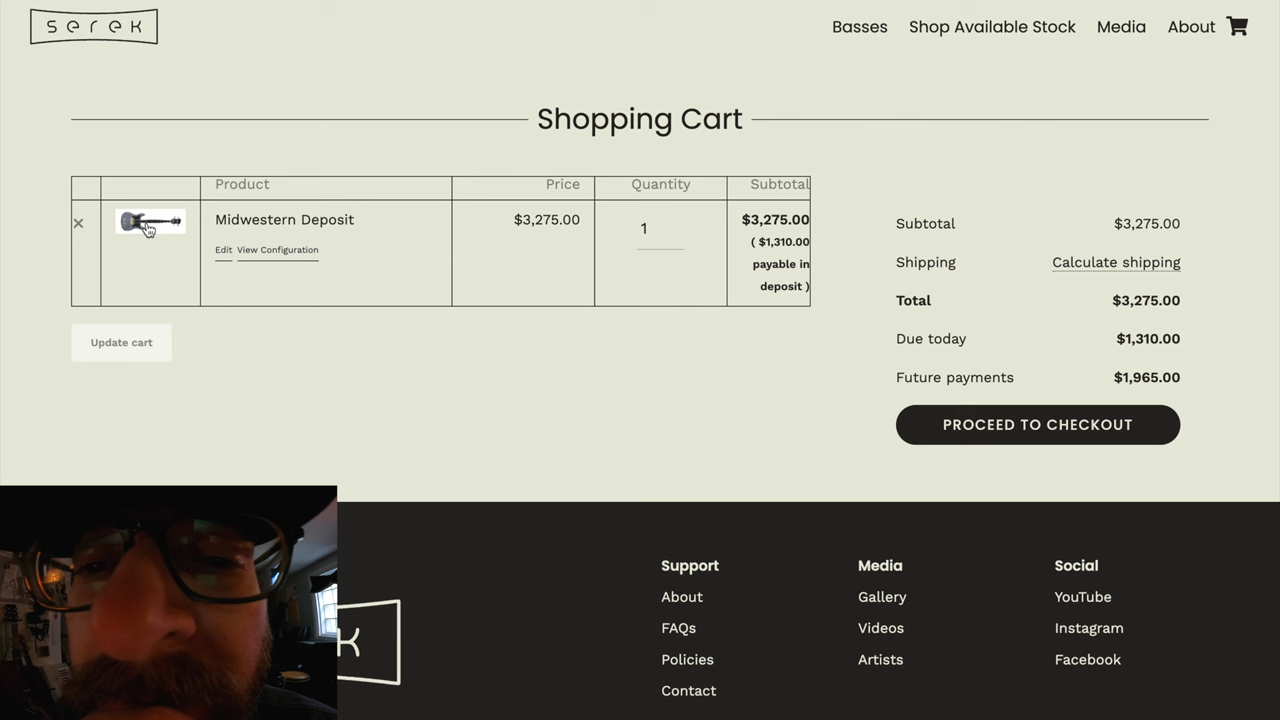 serek
Basses Shop Available Stock Media About
Shopping Cart
Product Price Quantity Subtotal
× Midwestern Deposit $3,275.00 1 $3,275.00
( $1,310.00
payable in
deposit )
Edit View Configuration
Update cart
Subtotal $3,275.00
Shipping Calculate shipping
Total $3,275.00
Due today $1,310.00
Future payments $1,965.00
PROCEED TO CHECKOUT
k
Support
About
FAQs
Policies
Contact
Media
Gallery
Videos
Artists
Social
YouTube
Instagram
Facebook